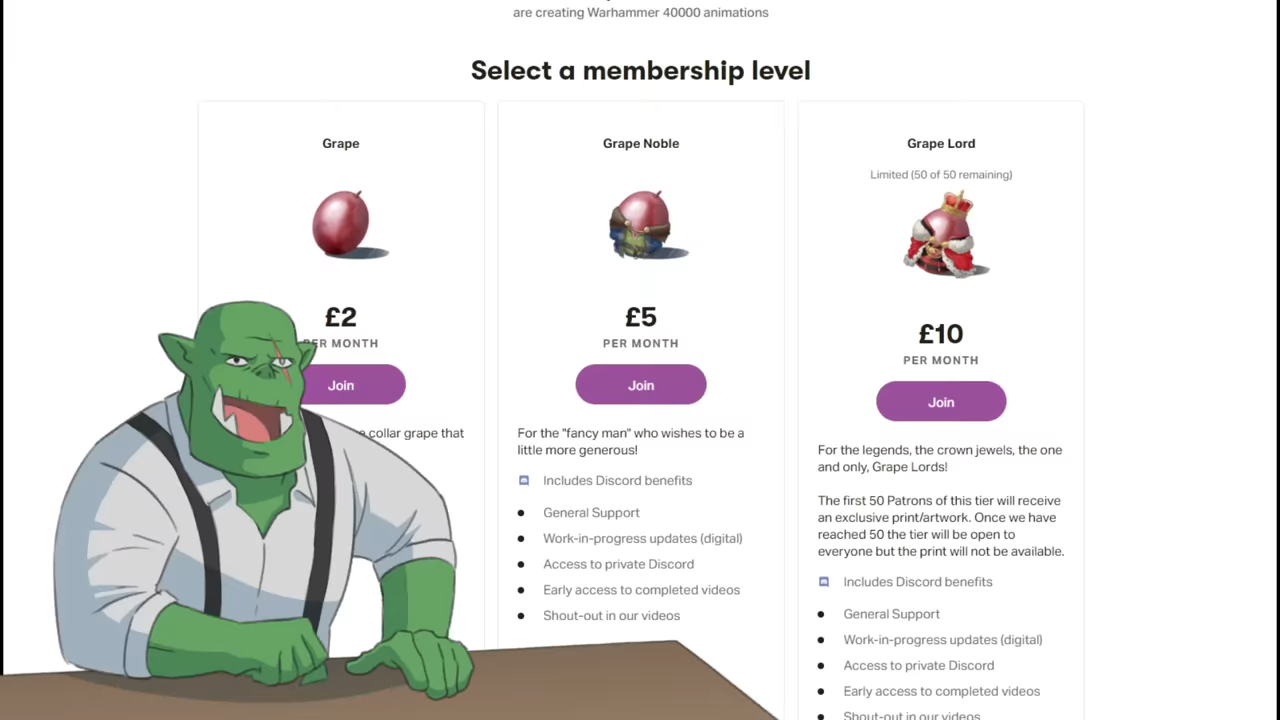 are creating Warhammer 40000 animations
Select a membership level
Grape
£2
PER MONTH
Join
collar grape that
Grape Noble
£5
PER MONTH
Join
For the "fancy man" who wishes to be a
little more generous!
Includes Discord benefits
General Support
Work-in-progress updates (digital)
Access to private Discord
Early access to completed videos
Shout-out in our videos
Grape Lord
Limited (50 of 50 remaining)
£10
PER MONTH
Join
For the legends, the crown jewels, the one
and only, Grape Lords!
The first 50 Patrons of this tier will receive
an exclusive print/artwork. Once we have
reached 50 the tier will be open to
everyone but the print will not be available.
Includes Discord benefits
General Support
Work-in-progress updates (digital)
Access to private Discord
Early access to completed videos
Shout-out in our videos